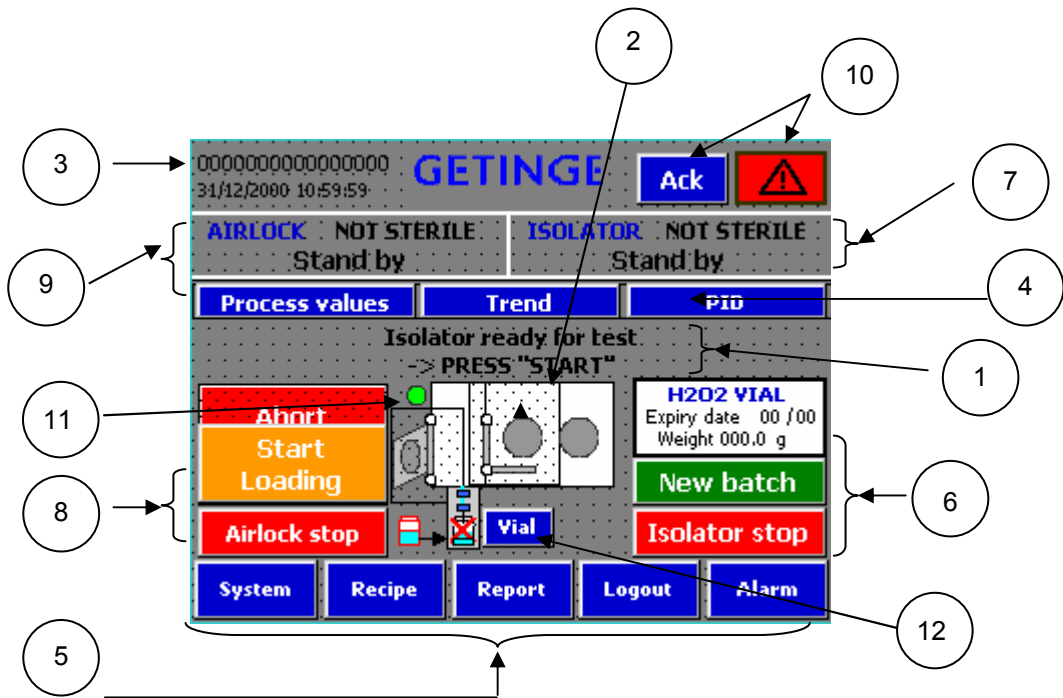 2
10
3
0000000000000000
GETINGE
Ack
31/12/2000 10:59:59
7
AIRLOCK NOT STERILE
Stand by
ISOLATOR NOT STERILE
Stand by
9
4
Process values
Trend
PID
Isolator ready for test
-> PRESS "START"
1
11
Abort
Start
Loading
H2O2 VIAL
Expiry date 00 /00
Weight 000.0 g
New batch
8
6
Airlock stop
Vial
Isolator stop
System
Recipe
Report
Logout
Alarm
12
5